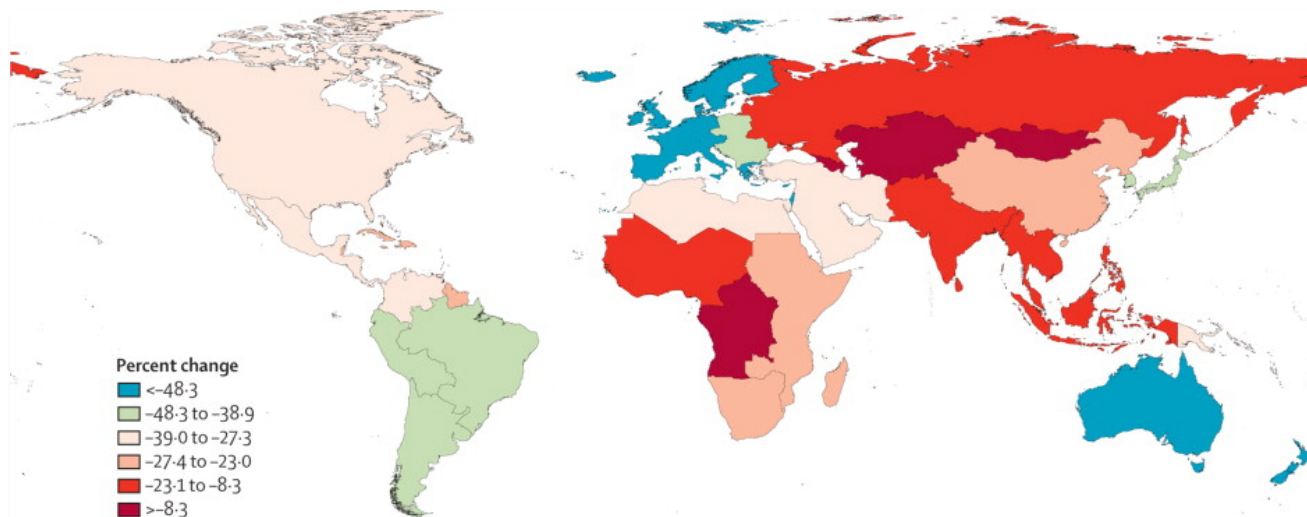 Percent change
<–48·3
–48·3 to –38·9
–39·0 to –27·3
–27·4 to –23·0
–23·1 to –8·3
>–8·3